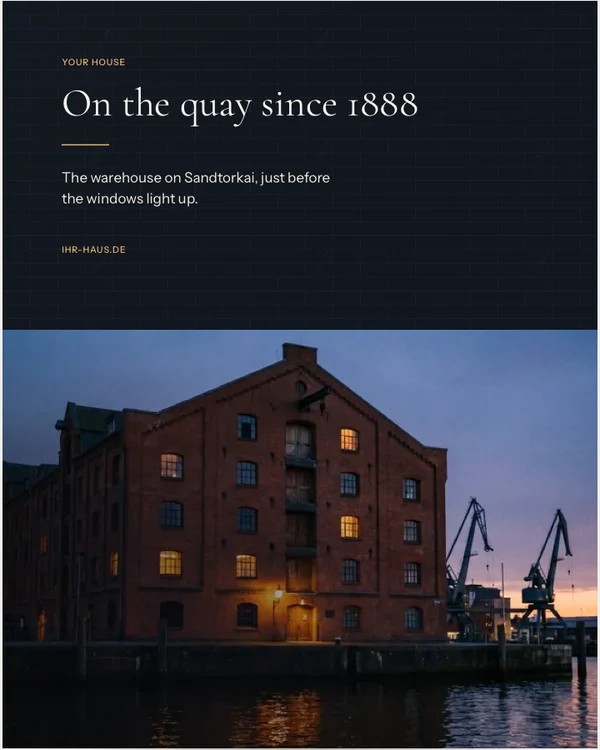 YOUR HOUSE
On the quay since 1888
The warehouse on Sandtorkai, just before
the windows light up.
IHR-HAUS.DE